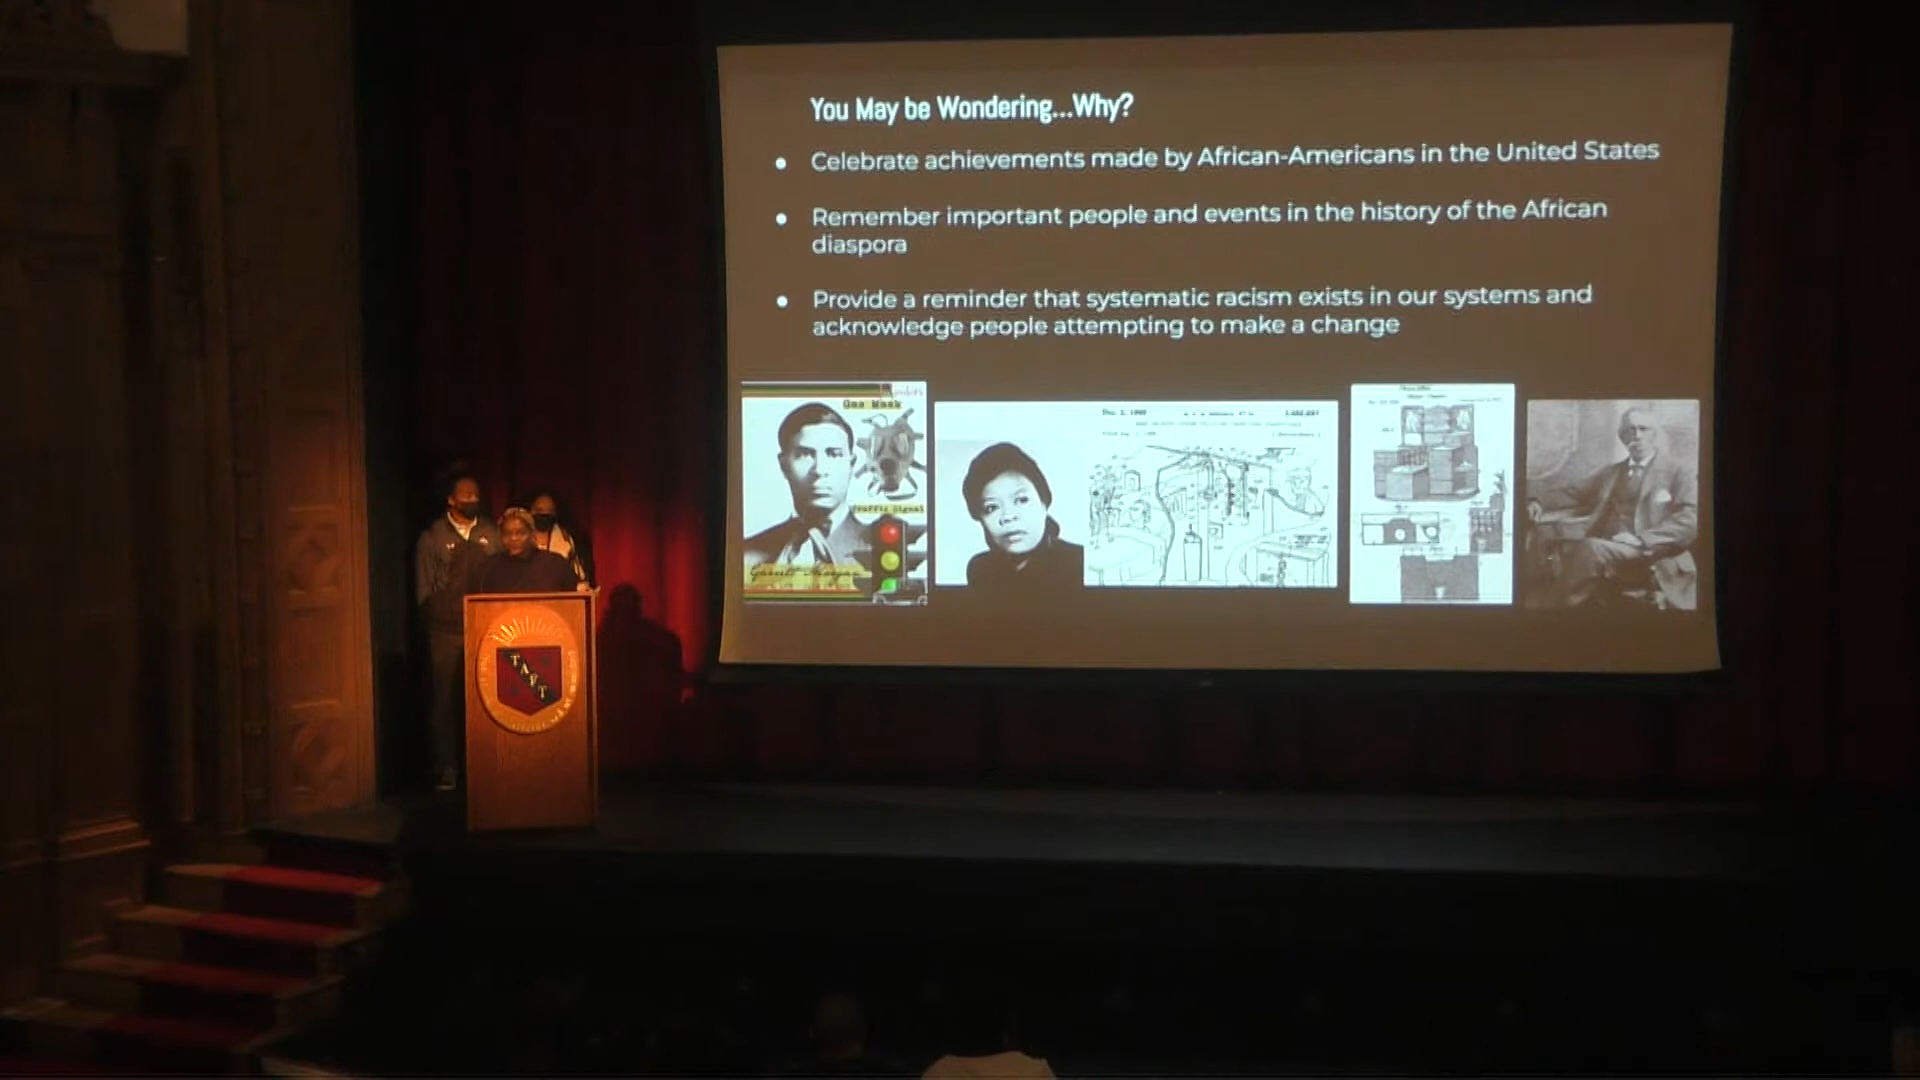 You May be Wondering...Why?
● Celebrate achievements made by African-Americans in the United States
● Remember important people and events in the history of the African
diaspora
● Provide a reminder that systematic racism exists in our systems and
acknowledge people attempting to make a change
Gas Mask
Traffic Signal
Garrett Morgan
TAFT